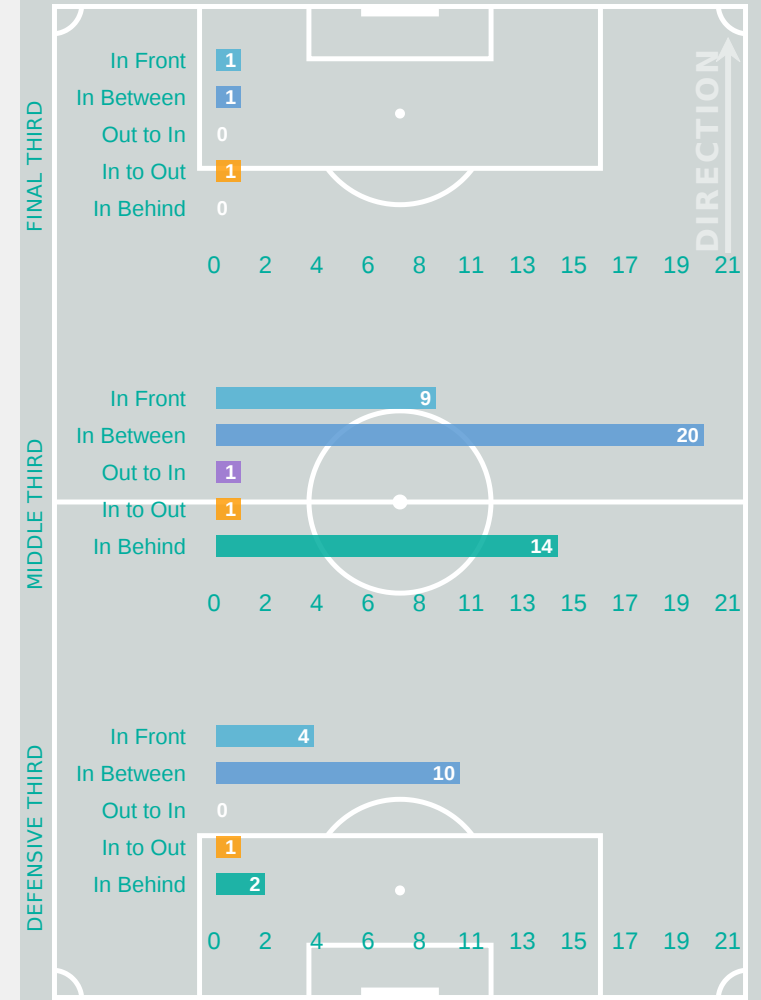 FINAL THIRD
DIRECTION
In Front 1
In Between 1
Out to In 0
In to Out 1
In Behind 0
0 2 4 6 8 11 13 15 17 19 21
MIDDLE THIRD
In Front 9
In Between 20
Out to In 1
In to Out 1
In Behind 14
0 2 4 6 8 11 13 15 17 19 21
DEFENSIVE THIRD
In Front 4
In Between 10
Out to In 0
In to Out 1
In Behind 2
0 2 4 6 8 11 13 15 17 19 21